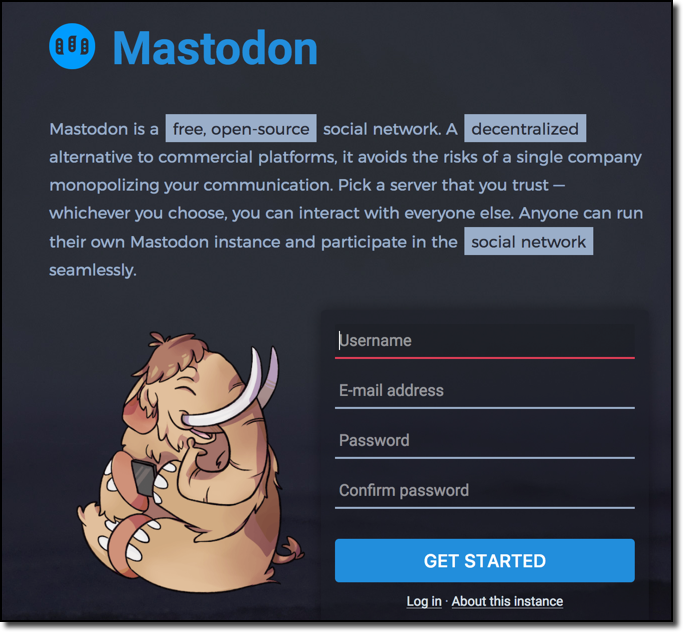 Mastodon
Mastodon is a free, open-source social network. A decentralized
alternative to commercial platforms, it avoids the risks of a single company
monopolizing your communication. Pick a server that you trust —
whichever you choose, you can interact with everyone else. Anyone can run
their own Mastodon instance and participate in the social network
seamlessly.
Username
E-mail address
Password
Confirm password
GET STARTED
Log in · About this instance